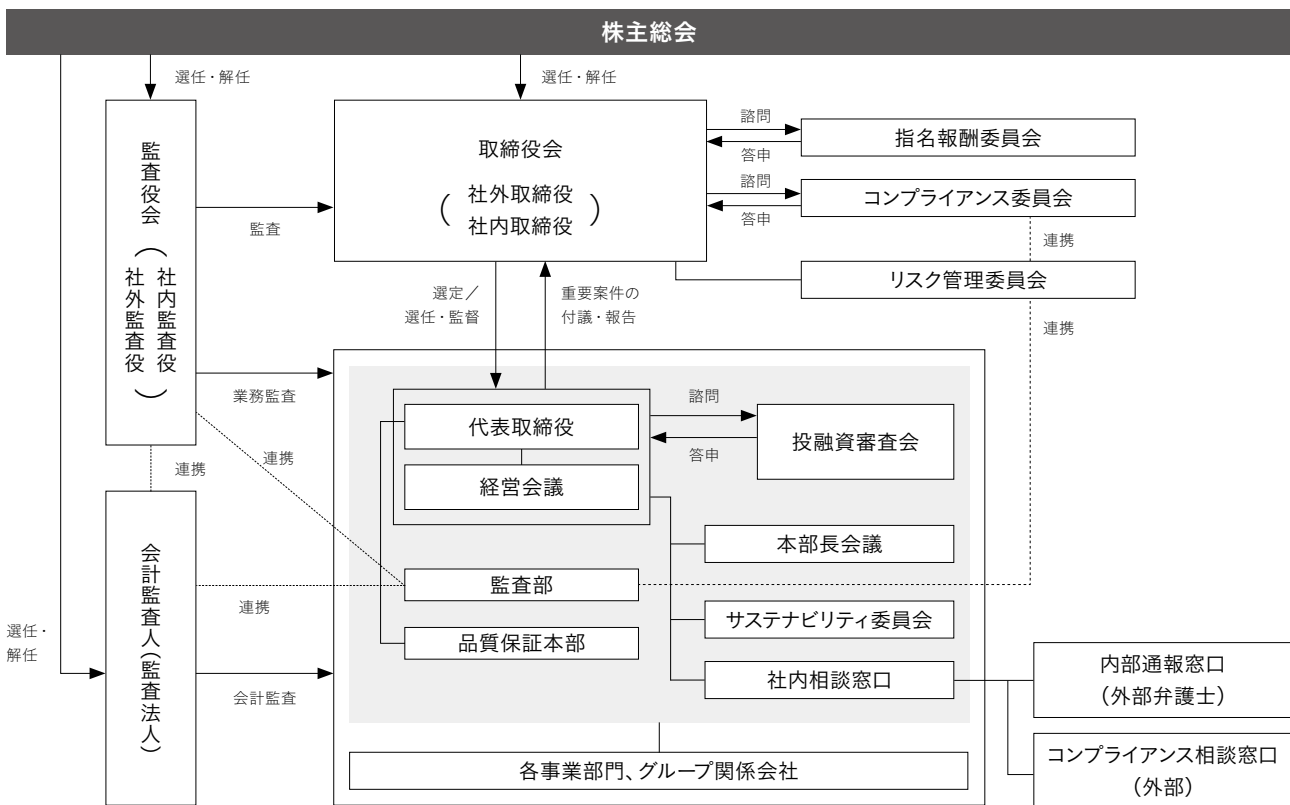 株主総会
選任・解任
選任・解任
監査役会
(社内監査役
社外監査役)
取締役会
(社外取締役
社内取締役)
諮問
答申
指名報酬委員会
諮問
答申
コンプライアンス委員会
監査
連携
リスク管理委員会
選定／
選任・監督
重要案件の
付議・報告
連携
業務監査
代表取締役
経営会議
諮問
答申
投融資審査会
連携
連携
本部長会議
会計監査人(監査法人)
監査部
連携
サステナビリティ委員会
品質保証本部
選任・
解任
会計監査
社内相談窓口
内部通報窓口
(外部弁護士)
各事業部門、グループ関係会社
コンプライアンス相談窓口
(外部)